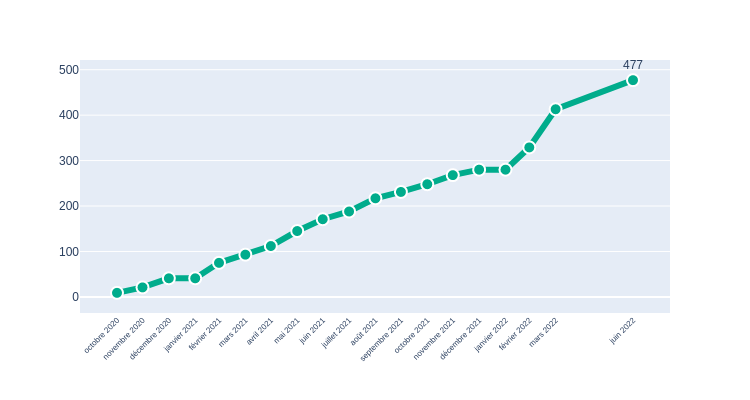 477
500
400
300
200
100
0
octobre 2020
novembre 2020
décembre 2020
janvier 2021
février 2021
mars 2021
avril 2021
mai 2021
juin 2021
juillet 2021
août 2021
septembre 2021
octobre 2021
novembre 2021
décembre 2021
janvier 2022
février 2022
mars 2022
juin 2022